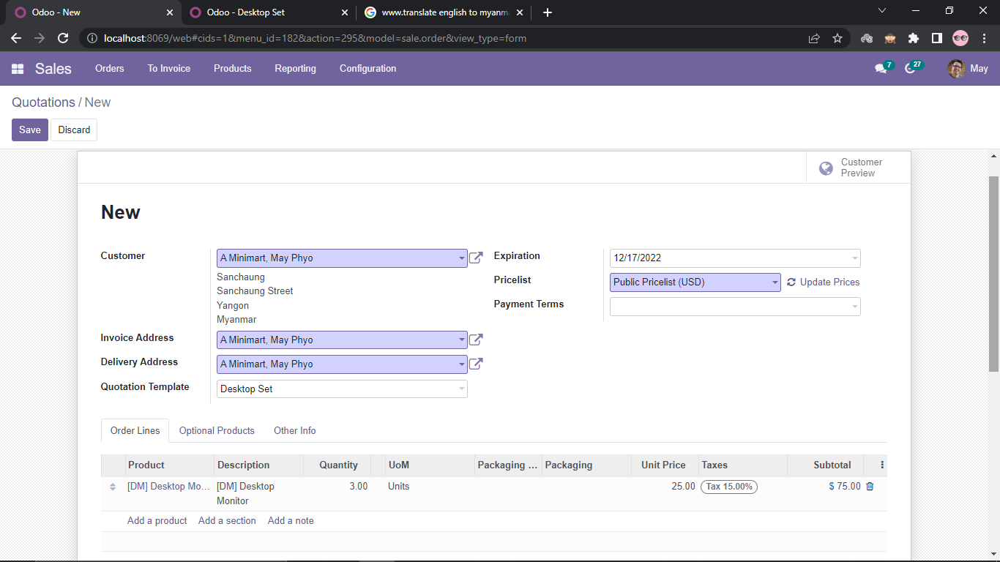 Odoo - New
Odoo - Desktop Set
www.translate english to myanma
localhost:8069/web#cids=1&menu_id=182&action=295&model=sale.order&view_type=form
Sales Orders To Invoice Products Reporting Configuration 7 27 May
Quotations / New
Save Discard
Customer
Preview
New
Customer A Minimart, May Phyo
Sanchaung
Sanchaung Street
Yangon
Myanmar
Invoice Address A Minimart, May Phyo
Delivery Address A Minimart, May Phyo
Quotation Template Desktop Set
Expiration 12/17/2022
Pricelist Public Pricelist (USD) Update Prices
Payment Terms
Order Lines Optional Products Other Info
Product Description Quantity UoM Packaging ... Packaging Unit Price Taxes Subtotal
[DM] Desktop Mo... [DM] Desktop 3.00 Units 25.00 Tax 15.00% $ 75.00
Monitor
Add a product Add a section Add a note